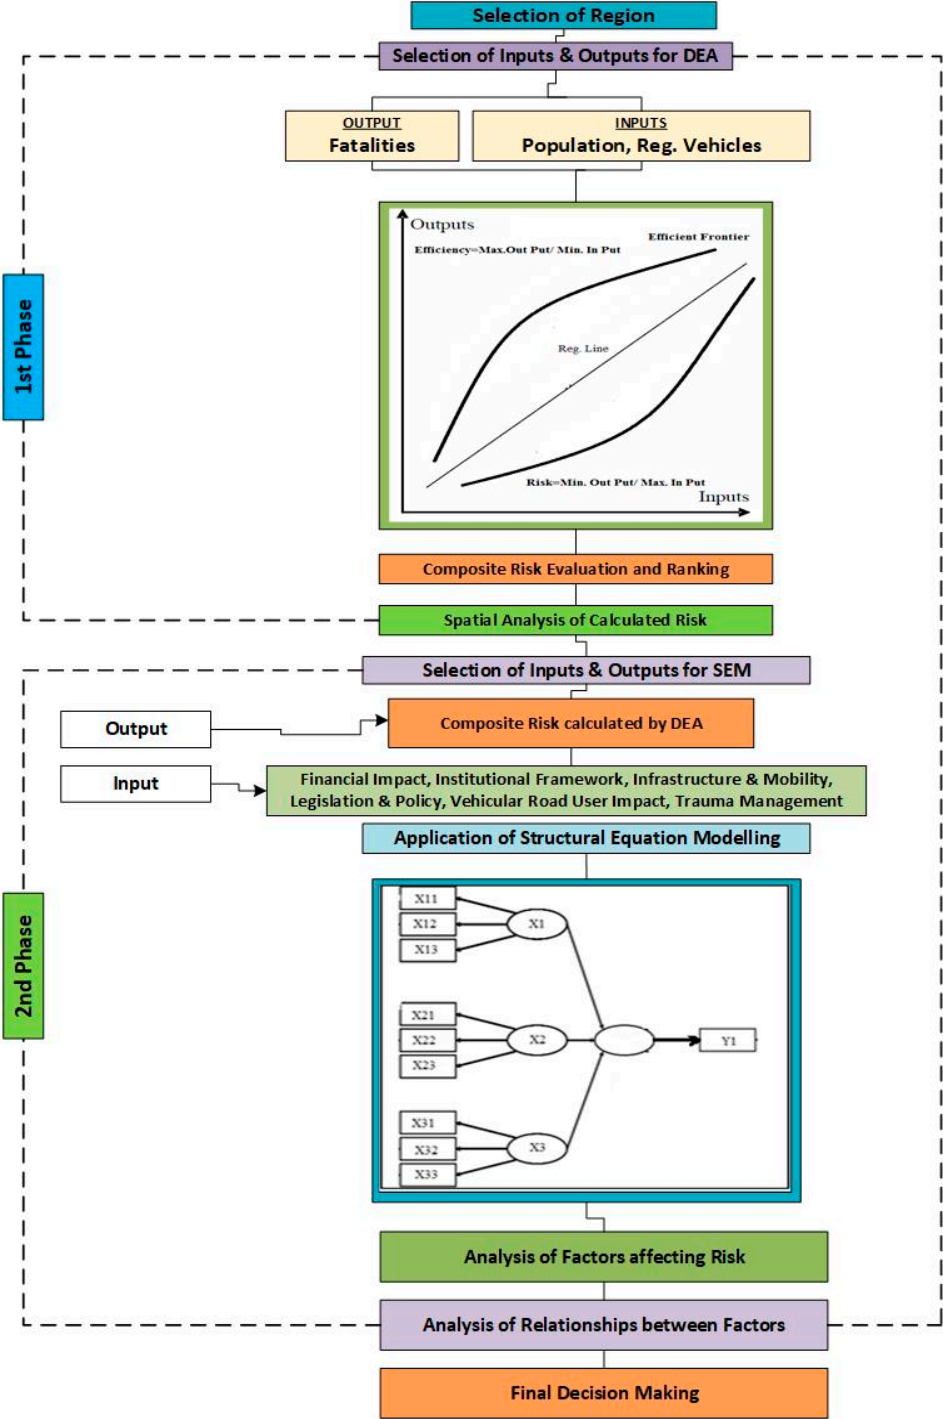 Selection of Region
Selection of Inputs & Outputs for DEA
OUTPUT
Fatalities
INPUTS
Population, Reg. Vehicles
1st Phase
Outputs
Efficient Frontier
Efficiency=Max.Out Put/ Min. In Put
Reg. Line
Risk=Min. Out Put/ Max. In Put
Inputs
Composite Risk Evaluation and Ranking
Spatial Analysis of Calculated Risk
Selection of Inputs & Outputs for SEM
Output
Composite Risk calculated by DEA
Input
Financial Impact, Institutional Framework, Infrastructure & Mobility,
Legislation & Policy, Vehicular Road User Impact, Trauma Management
Application of Structural Equation Modelling
2nd Phase
X11
X12
X13
X1
X21
X22
X23
X2
Y1
X31
X32
X33
X3
Analysis of Factors affecting Risk
Analysis of Relationships between Factors
Final Decision Making